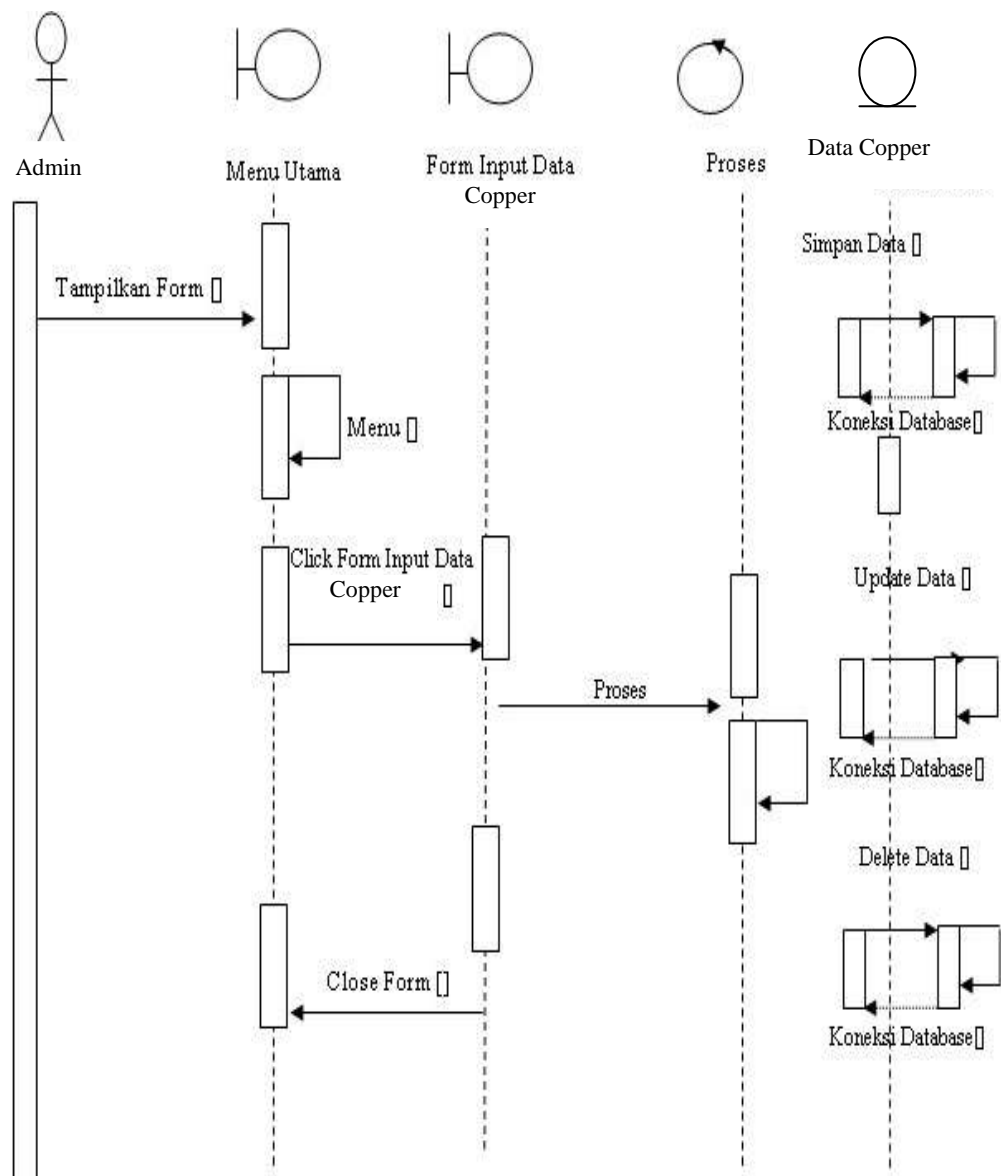 Admin
Menu Utama
Form Input Data
Copper
Proses
Data Copper
Simpan Data []
Tampilkan Form []
Koneksi Database[]
Menu []
Click Form Input Data
Copper []
Update Data []
Proses
Koneksi Database[]
Delete Data []
Close Form []
Koneksi Database[]